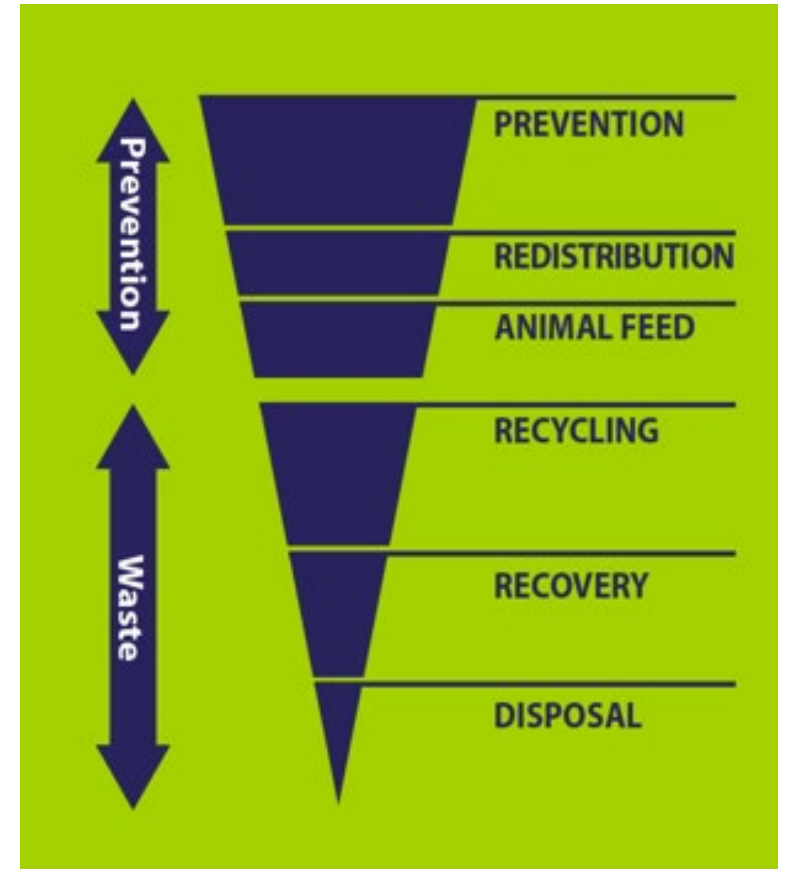 Prevention
PREVENTION
REDISTRIBUTION
ANIMAL FEED
Waste
RECYCLING
RECOVERY
DISPOSAL